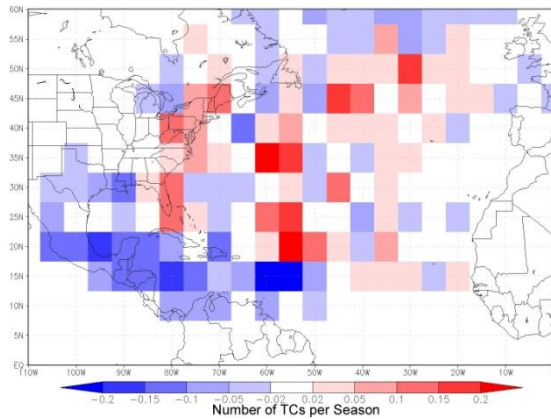 60N
55N
50N
45N
40N
35N
30N
25N
20N
15N
10N
5N
EQ
110W 100W 90W 80W 70W 60W 50W 40W 30W 20W 10W 0
-0.2 -0.15 -0.1 -0.05 -0.02 0.02 0.05 0.1 0.15 0.2
Number of TCs per Season